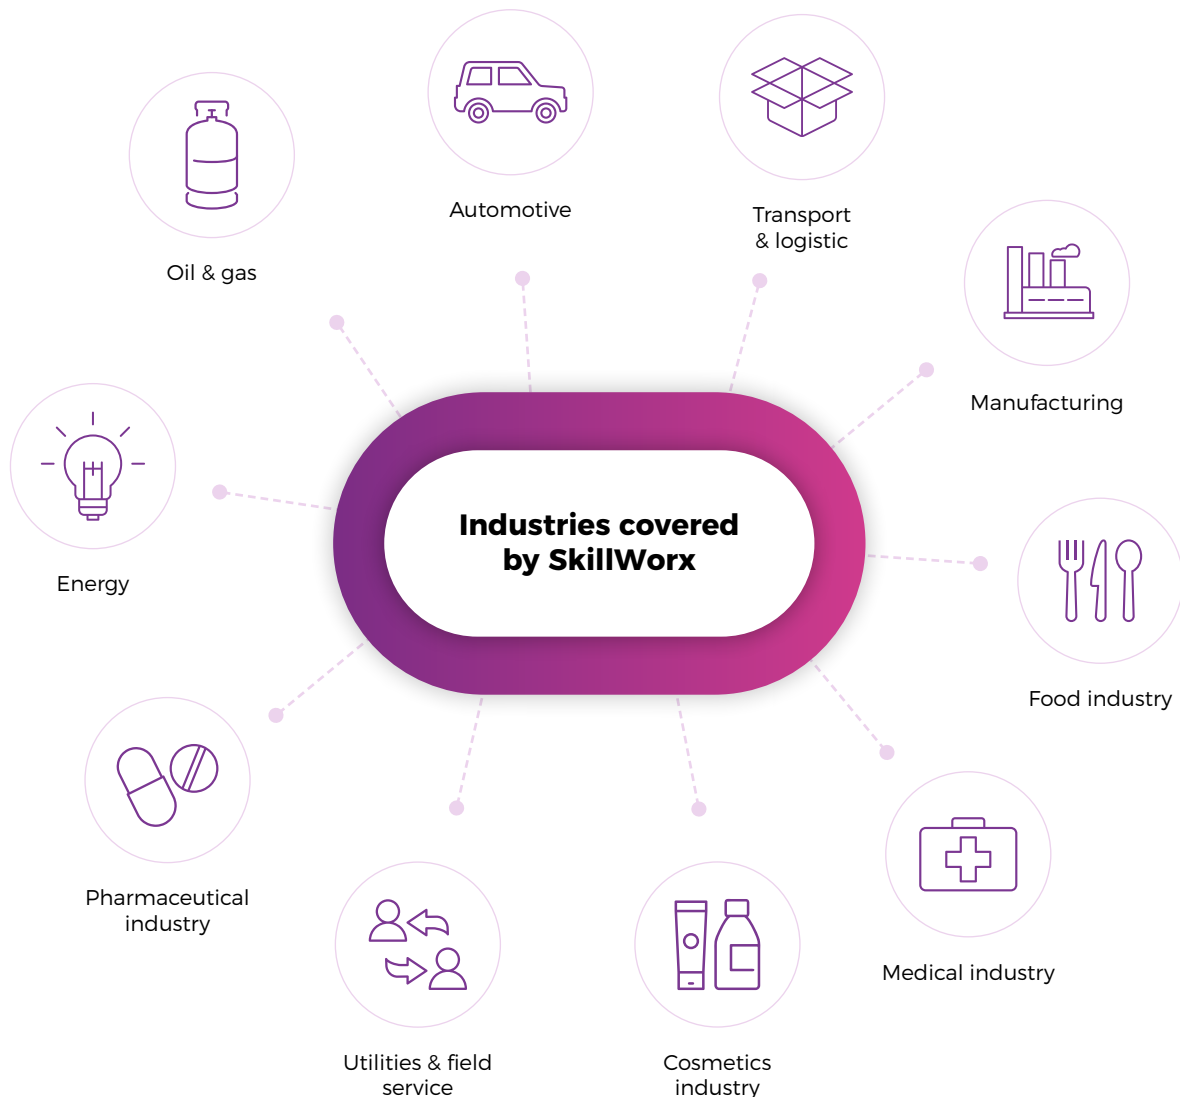 Automotive
Transport
& logistic
Oil & gas
Manufacturing
Industries covered
by SkillWorx
Energy
Food industry
Pharmaceutical
industry
Medical industry
Utilities & field
service
Cosmetics
industry